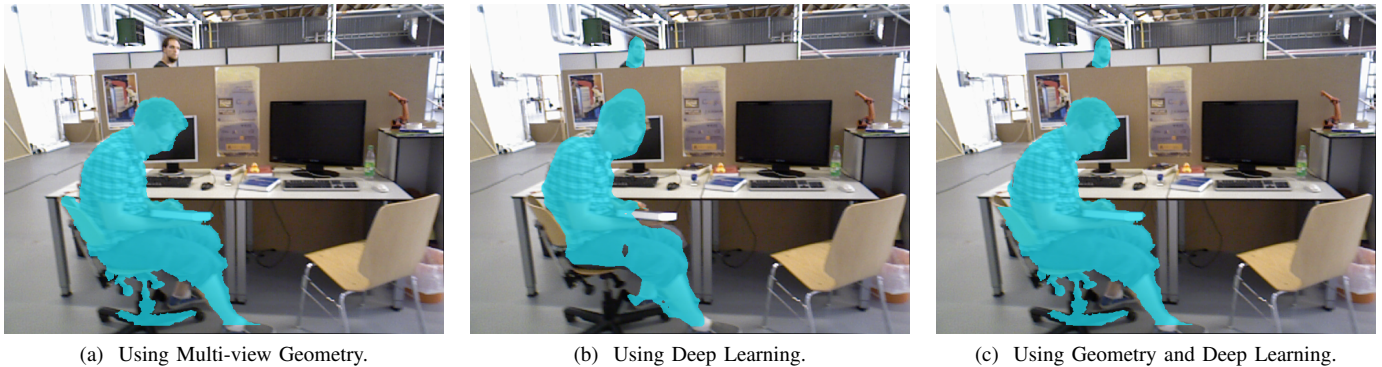 (a) Using Multi-view Geometry.
(b) Using Deep Learning.
(c) Using Geometry and Deep Learning.